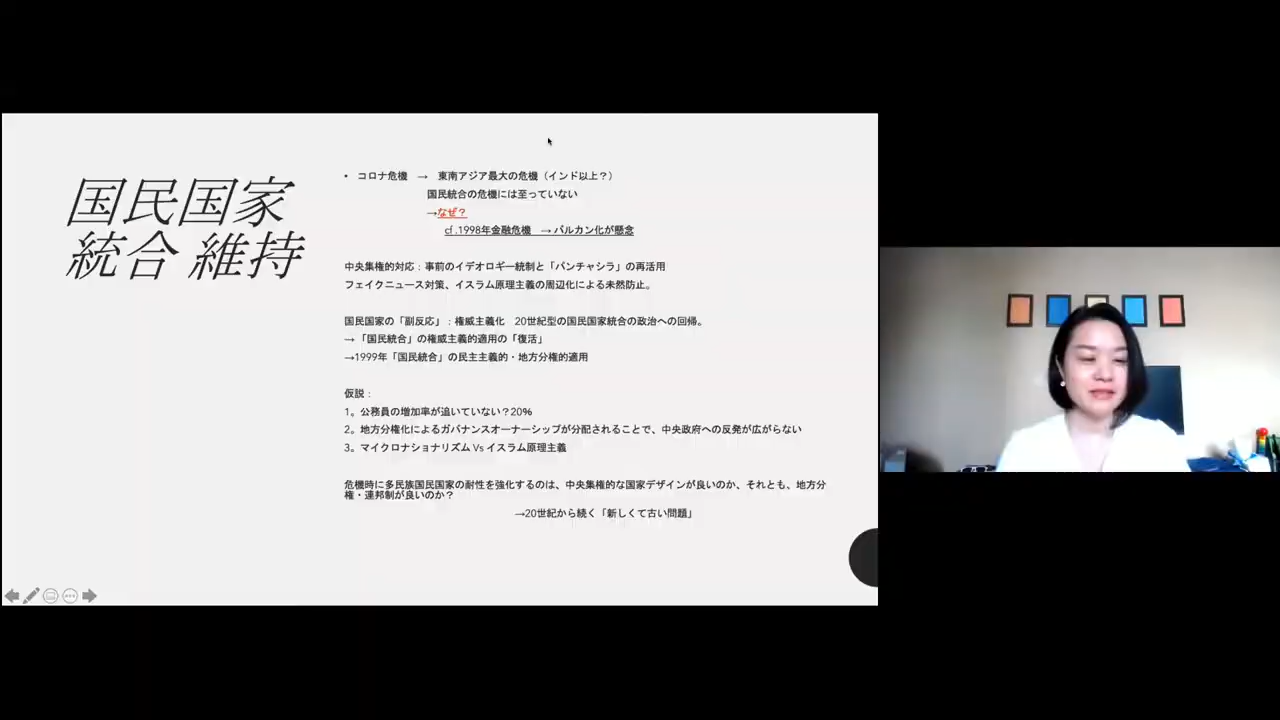 国民国家
統合 維持
• コロナ危機 → 東南アジア最大の危機（インド以上？）
国民統合の危機には至っていない
→なぜ？
cf .1998年金融危機 → バルカン化が懸念
中央集権的対応：事前のイデオロギー統制と「パンチャシラ」の再活用
フェイクニュース対策、イスラム原理主義の周辺化による未然防止。
国民国家の「副反応」：権威主義化 20世紀型の国民国家統合の政治への回帰。
→ 「国民統合」の権威主義的適用の「復活」
→1999年「国民統合」の民主主義的・地方分権的適用
仮説：
1。公務員の増加率が追いていない？20%
2。地方分権化によるガバナンスオーナーシップが分配されることで、中央政府への反発が広がらない
3。マイクロナショナリズム Vs イスラム原理主義
危機時に多民族国民国家の耐性を強化するのは、中央集権的な国家デザインが良いのか、それとも、地方分
権・連邦制が良いのか？
→20世紀から続く「新しくて古い問題」